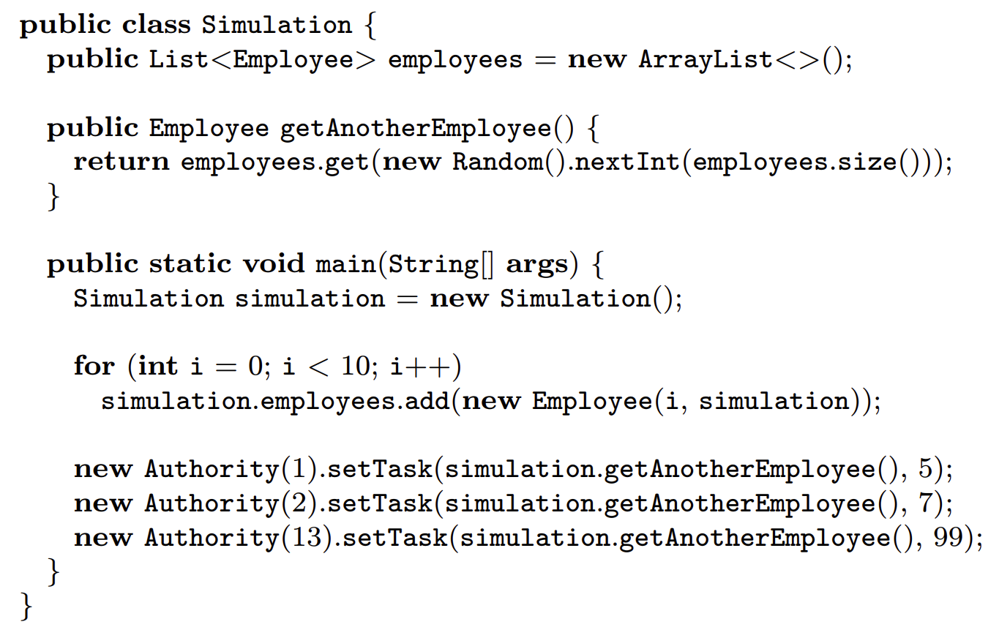 public class Simulation {
public List<Employee> employees = new ArrayList<>();
public Employee getAnotherEmployee() {
return employees.get(new Random().nextInt(employees.size()));
}
public static void main(String[] args) {
Simulation simulation = new Simulation();
for (int i = 0; i < 10; i++)
simulation.employees.add(new Employee(i, simulation));
new Authority(1).setTask(simulation.getAnotherEmployee(), 5);
new Authority(2).setTask(simulation.getAnotherEmployee(), 7);
new Authority(13).setTask(simulation.getAnotherEmployee(), 99);
}
}